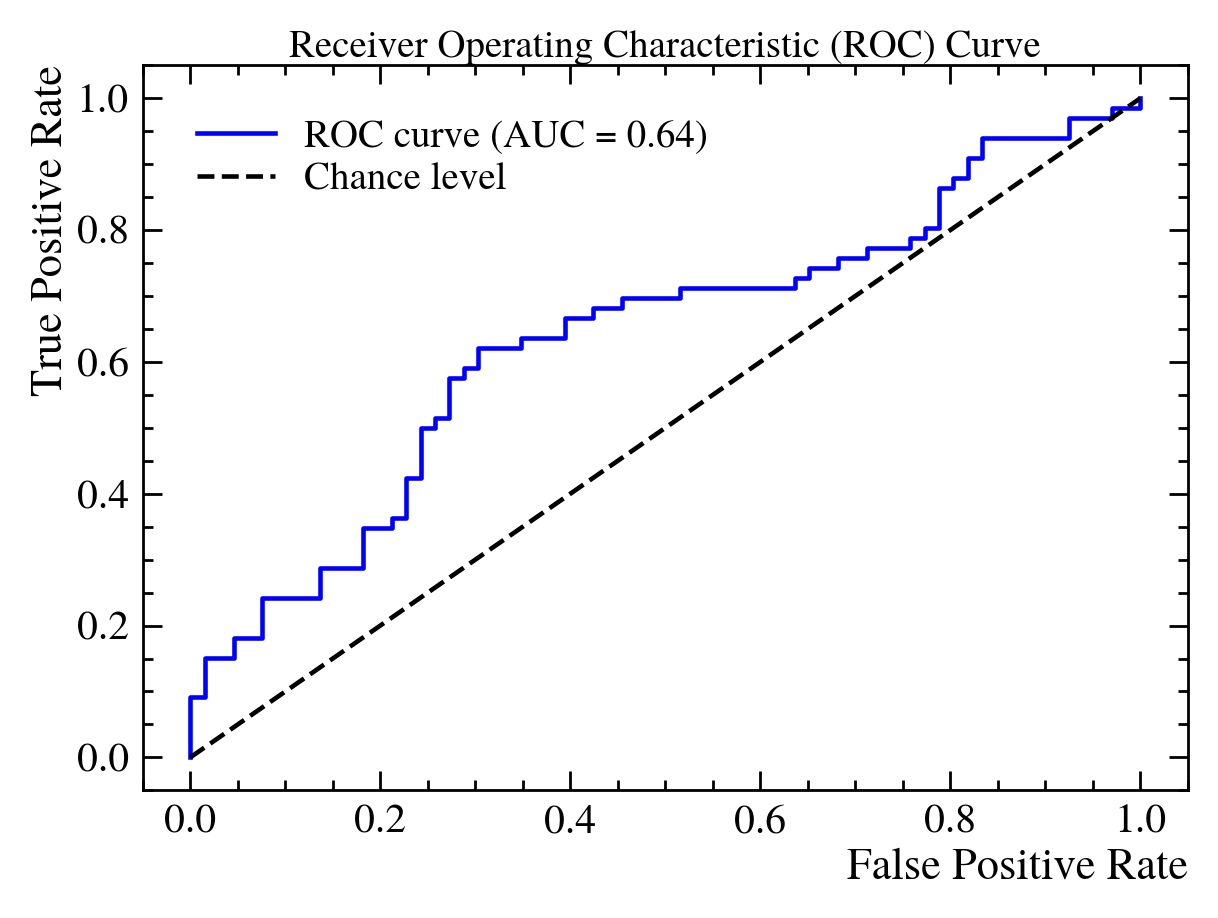 Receiver Operating Characteristic (ROC) Curve
True Positive Rate
1.0
0.8
0.6
0.4
0.2
0.0
ROC curve (AUC = 0.64)
Chance level
0.0 0.2 0.4 0.6 0.8 1.0
False Positive Rate